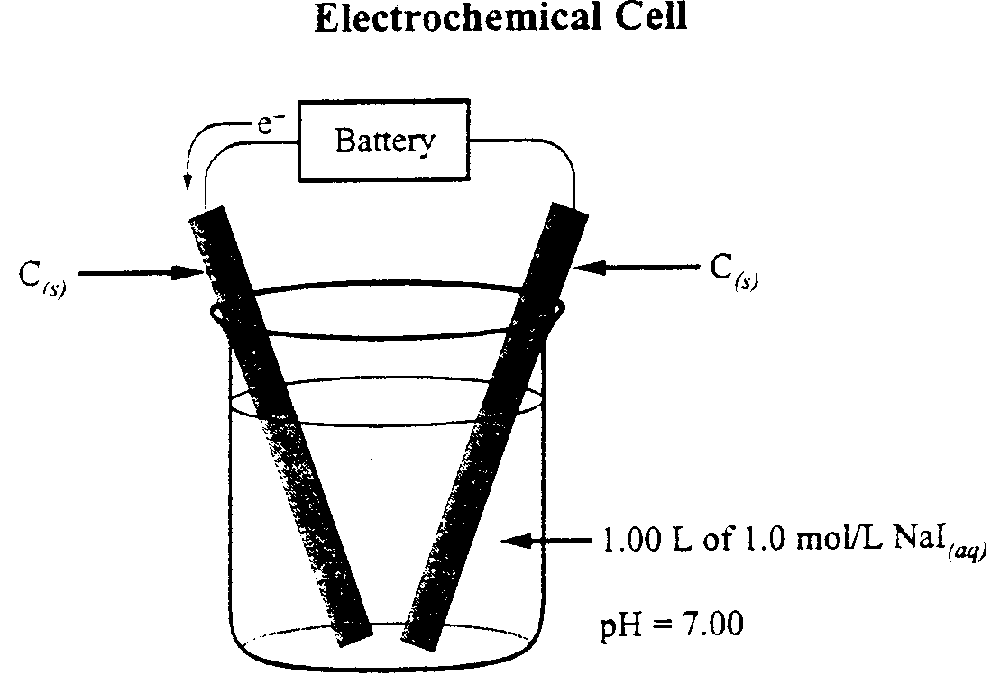 Electrochemical Cell
e⁻
Battery
C(s)
C(s)
1.00 L of 1.0 mol/L NaI(aq)
pH = 7.00